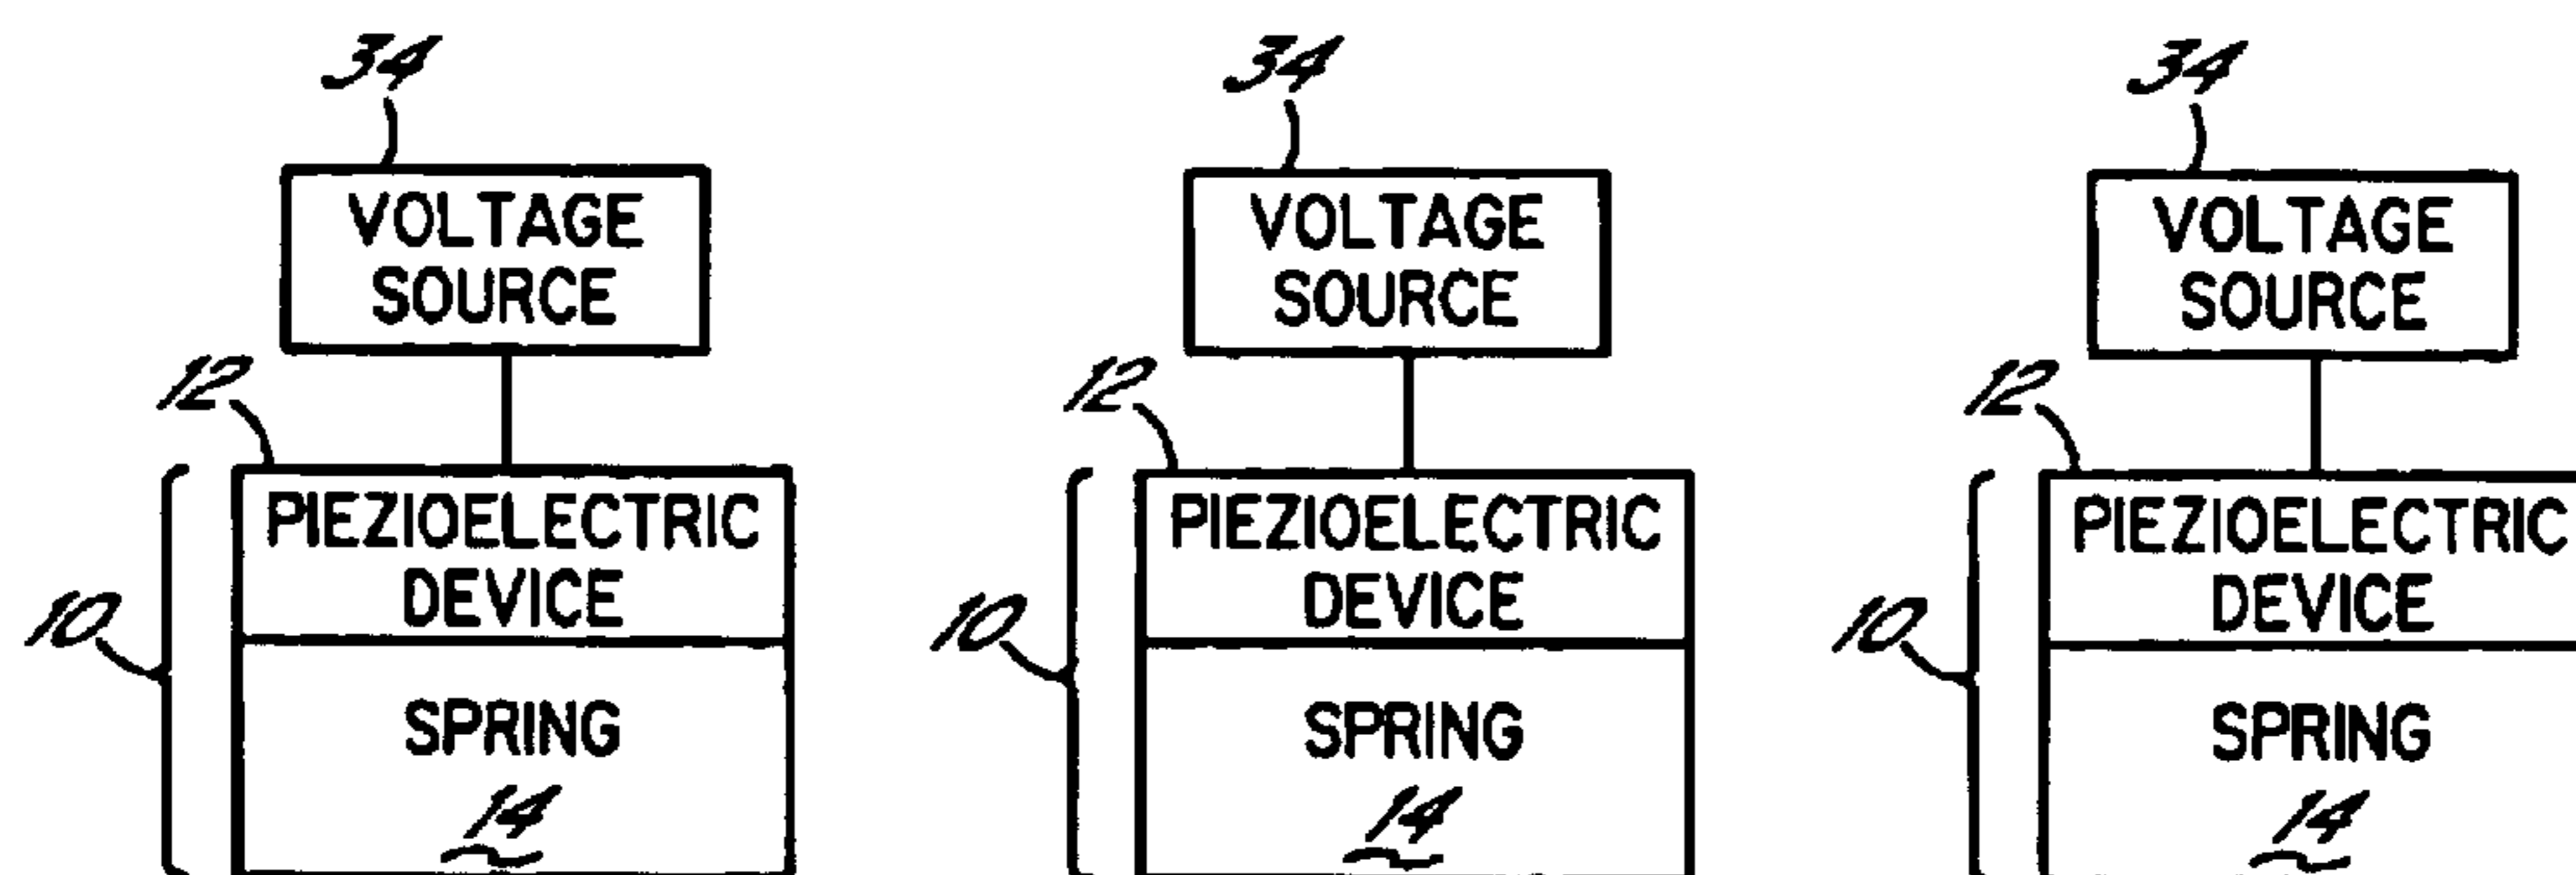 34 34 34
VOLTAGE VOLTAGE VOLTAGE
SOURCE SOURCE SOURCE
12 12 12
PIEZIOELECTRIC PIEZIOELECTRIC PIEZIOELECTRIC
DEVICE DEVICE DEVICE
10 10 10
SPRING SPRING SPRING
14 14 14